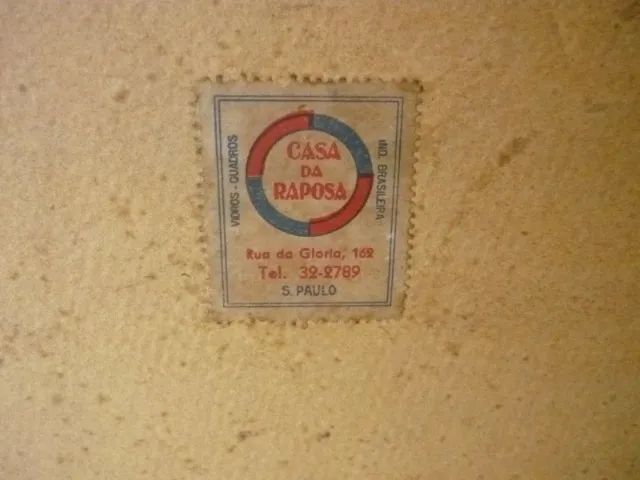 CASA
DA
RAPOSA
VIDROS - QUADROS
IND. BRASILEIRA
Rua da Gloria, 162
Tel. 32-2789
S. PAULO